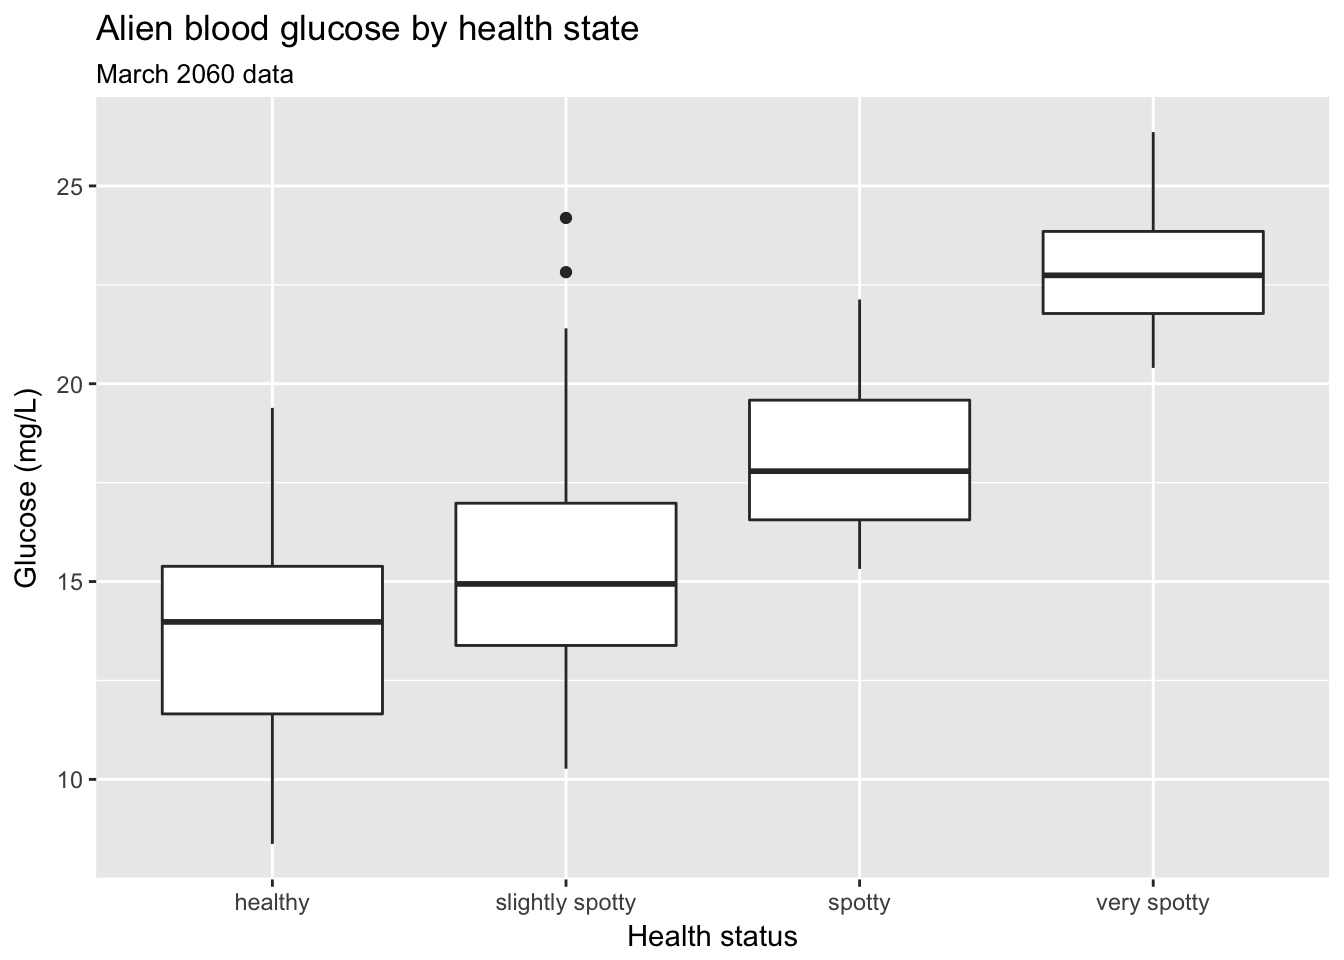 Alien blood glucose by health state
March 2060 data
Glucose (mg/L)
25
20
15
10
healthy
slightly spotty
spotty
very spotty
Health status